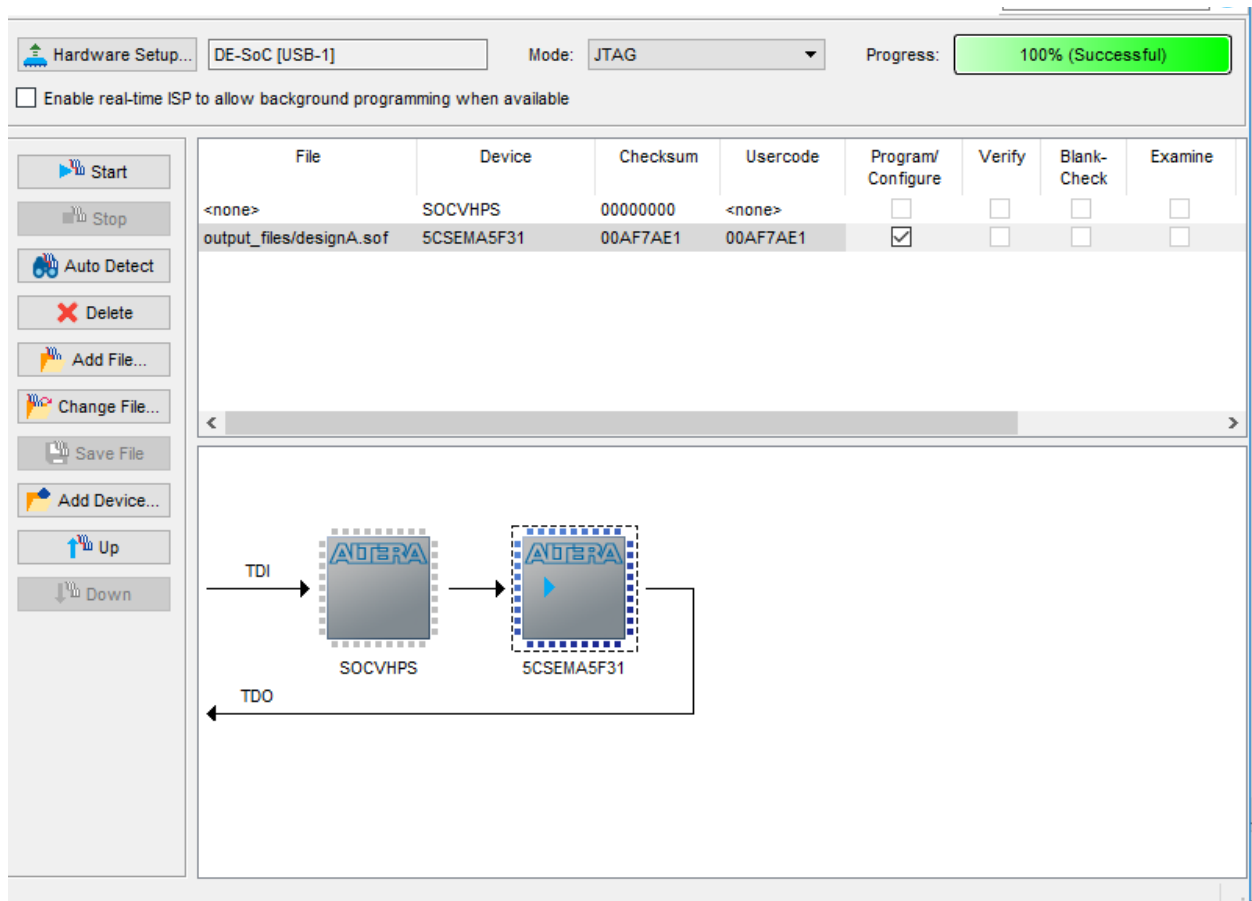 Hardware Setup... DE-SoC [USB-1] Mode: JTAG Progress: 100% (Successful)
Enable real-time ISP to allow background programming when available
Start
Stop
Auto Detect
Delete
Add File...
Change File...
Save File
Add Device...
Up
Down
File Device Checksum Usercode Program/ Verify Blank- Examine
Configure Check
<none> SOCVHPS 00000000 <none>
output_files/designA.sof 5CSEMA5F31 00AF7AE1 00AF7AE1
TDI
ALTERA
ALTERA
SOCVHPS
5CSEMA5F31
TDO